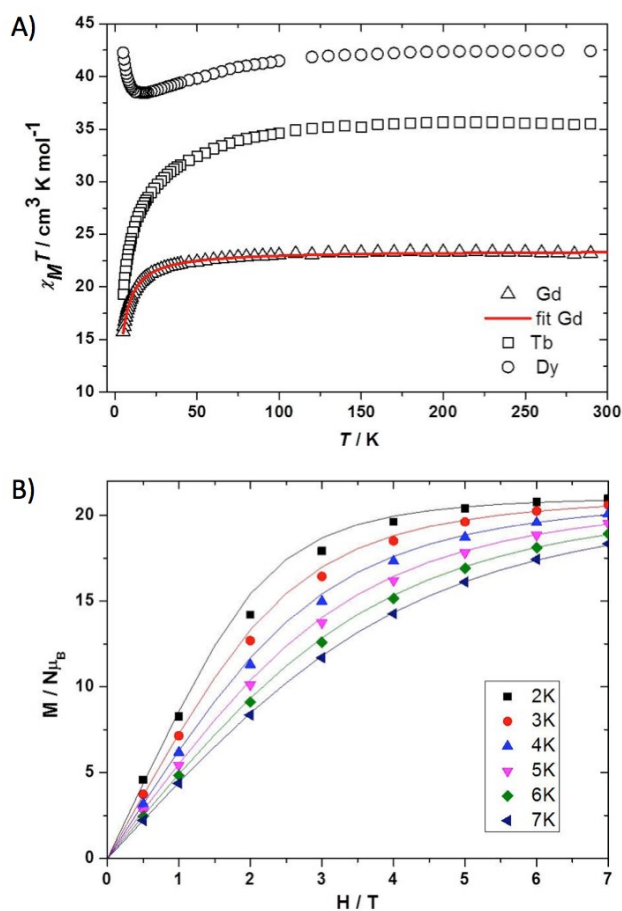 A)
45
40
35
30
25
20
15
10
χ_M T / cm³ K mol⁻¹
Gd
fit Gd
Tb
Dy
0 50 100 150 200 250 300
T / K
B)
20
15
10
5
0
M / Nμ_B
2K
3K
4K
5K
6K
7K
0 1 2 3 4 5 6 7
H / T